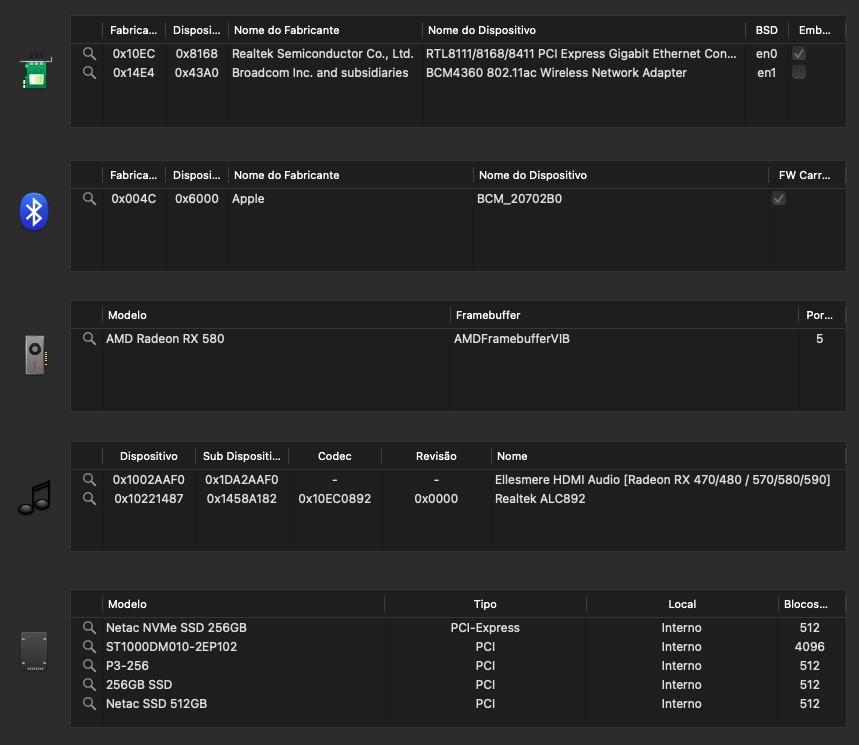 Fabrica... Disposi... Nome do Fabricante Nome do Dispositivo BSD Emb...
0x10EC 0x8168 Realtek Semiconductor Co., Ltd. RTL8111/8168/8411 PCI Express Gigabit Ethernet Con... en0
0x14E4 0x43A0 Broadcom Inc. and subsidiaries BCM4360 802.11ac Wireless Network Adapter en1
Fabrica... Disposi... Nome do Fabricante Nome do Dispositivo FW Carr...
0x004C 0x6000 Apple BCM_20702B0
Modelo Framebuffer Por...
AMD Radeon RX 580 AMDFramebufferVIB 5
Dispositivo Sub Dispositi... Codec Revisão Nome
0x1002AAF0 0x1DA2AAF0 - - Ellesmere HDMI Audio [Radeon RX 470/480 / 570/580/590]
0x10221487 0x1458A182 0x10EC0892 0x0000 Realtek ALC892
Modelo Tipo Local Blocos...
Netac NVMe SSD 256GB PCI-Express Interno 512
ST1000DM010-2EP102 PCI Interno 4096
P3-256 PCI Interno 512
256GB SSD PCI Interno 512
Netac SSD 512GB PCI Interno 512